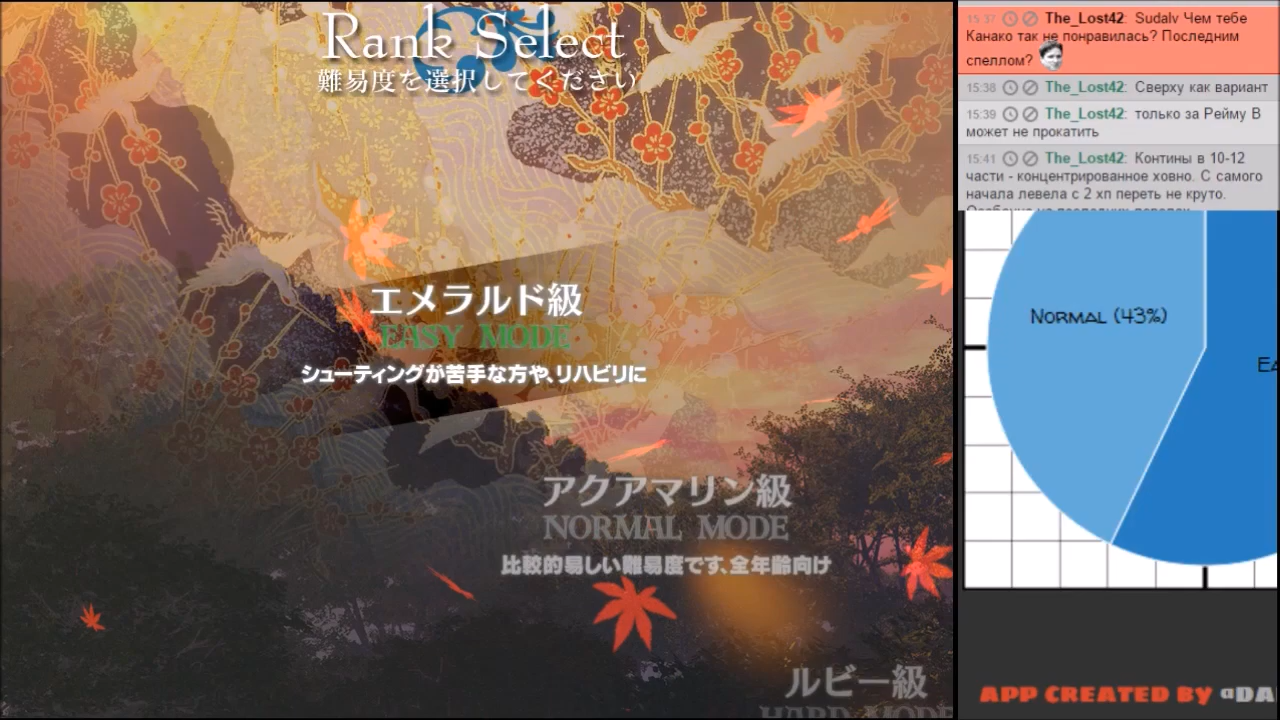 Rank Select
難易度を選択してください
エメラルド級
EASY MODE
シューティングが苦手な方や、リハビリに
アクアマリン級
NORMAL MODE
比較的易しい難易度です、全年齢向け
ルビー級
HARD MODE
15:37 The_Lost42: Sudalv Чем тебе
Канако так не понравилась? Последним
спеллом?
15:38 The_Lost42: Сверху как вариант
15:39 The_Lost42: только за Рейму В
может не прокатить
15:41 The_Lost42: Контины в 10-12
части - концентрированное ховно. С самого
начала левела с 2 хп переть не круто.
Normal (43%)
APP CREATED BY